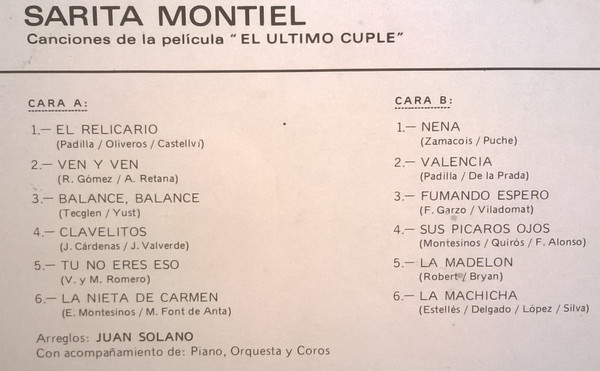 SARITA MONTIEL
Canciones de la película "EL ULTIMO CUPLE"
CARA A:
1.— EL RELICARIO
(Padilla / Oliveros / Castellví)
2.— VEN Y VEN
(R. Gómez / A. Retana)
3.— BALANCE, BALANCE
(Tecglen / Yust)
4.— CLAVELITOS
(J. Cárdenas / J. Valverde)
5.— TU NO ERES ESO
(V. y M. Romero)
6.— LA NIETA DE CARMEN
(E. Montesinos / M. Font de Anta)
Arreglos: JUAN SOLANO
Con acompañamiento de: Piano, Orquesta y Coros
CARA B:
1.— NENA
(Zamacois / Puche)
2.— VALENCIA
(Padilla / De la Prada)
3.— FUMANDO ESPERO
(F. Garzo / Viladomat)
4.— SUS PICAROS OJOS
(Montesinos / Quirós / F. Alonso)
5.— LA MADELON
(Robert / Bryan)
6.— LA MACHICHA
(Estellés / Delgado / López / Silva)